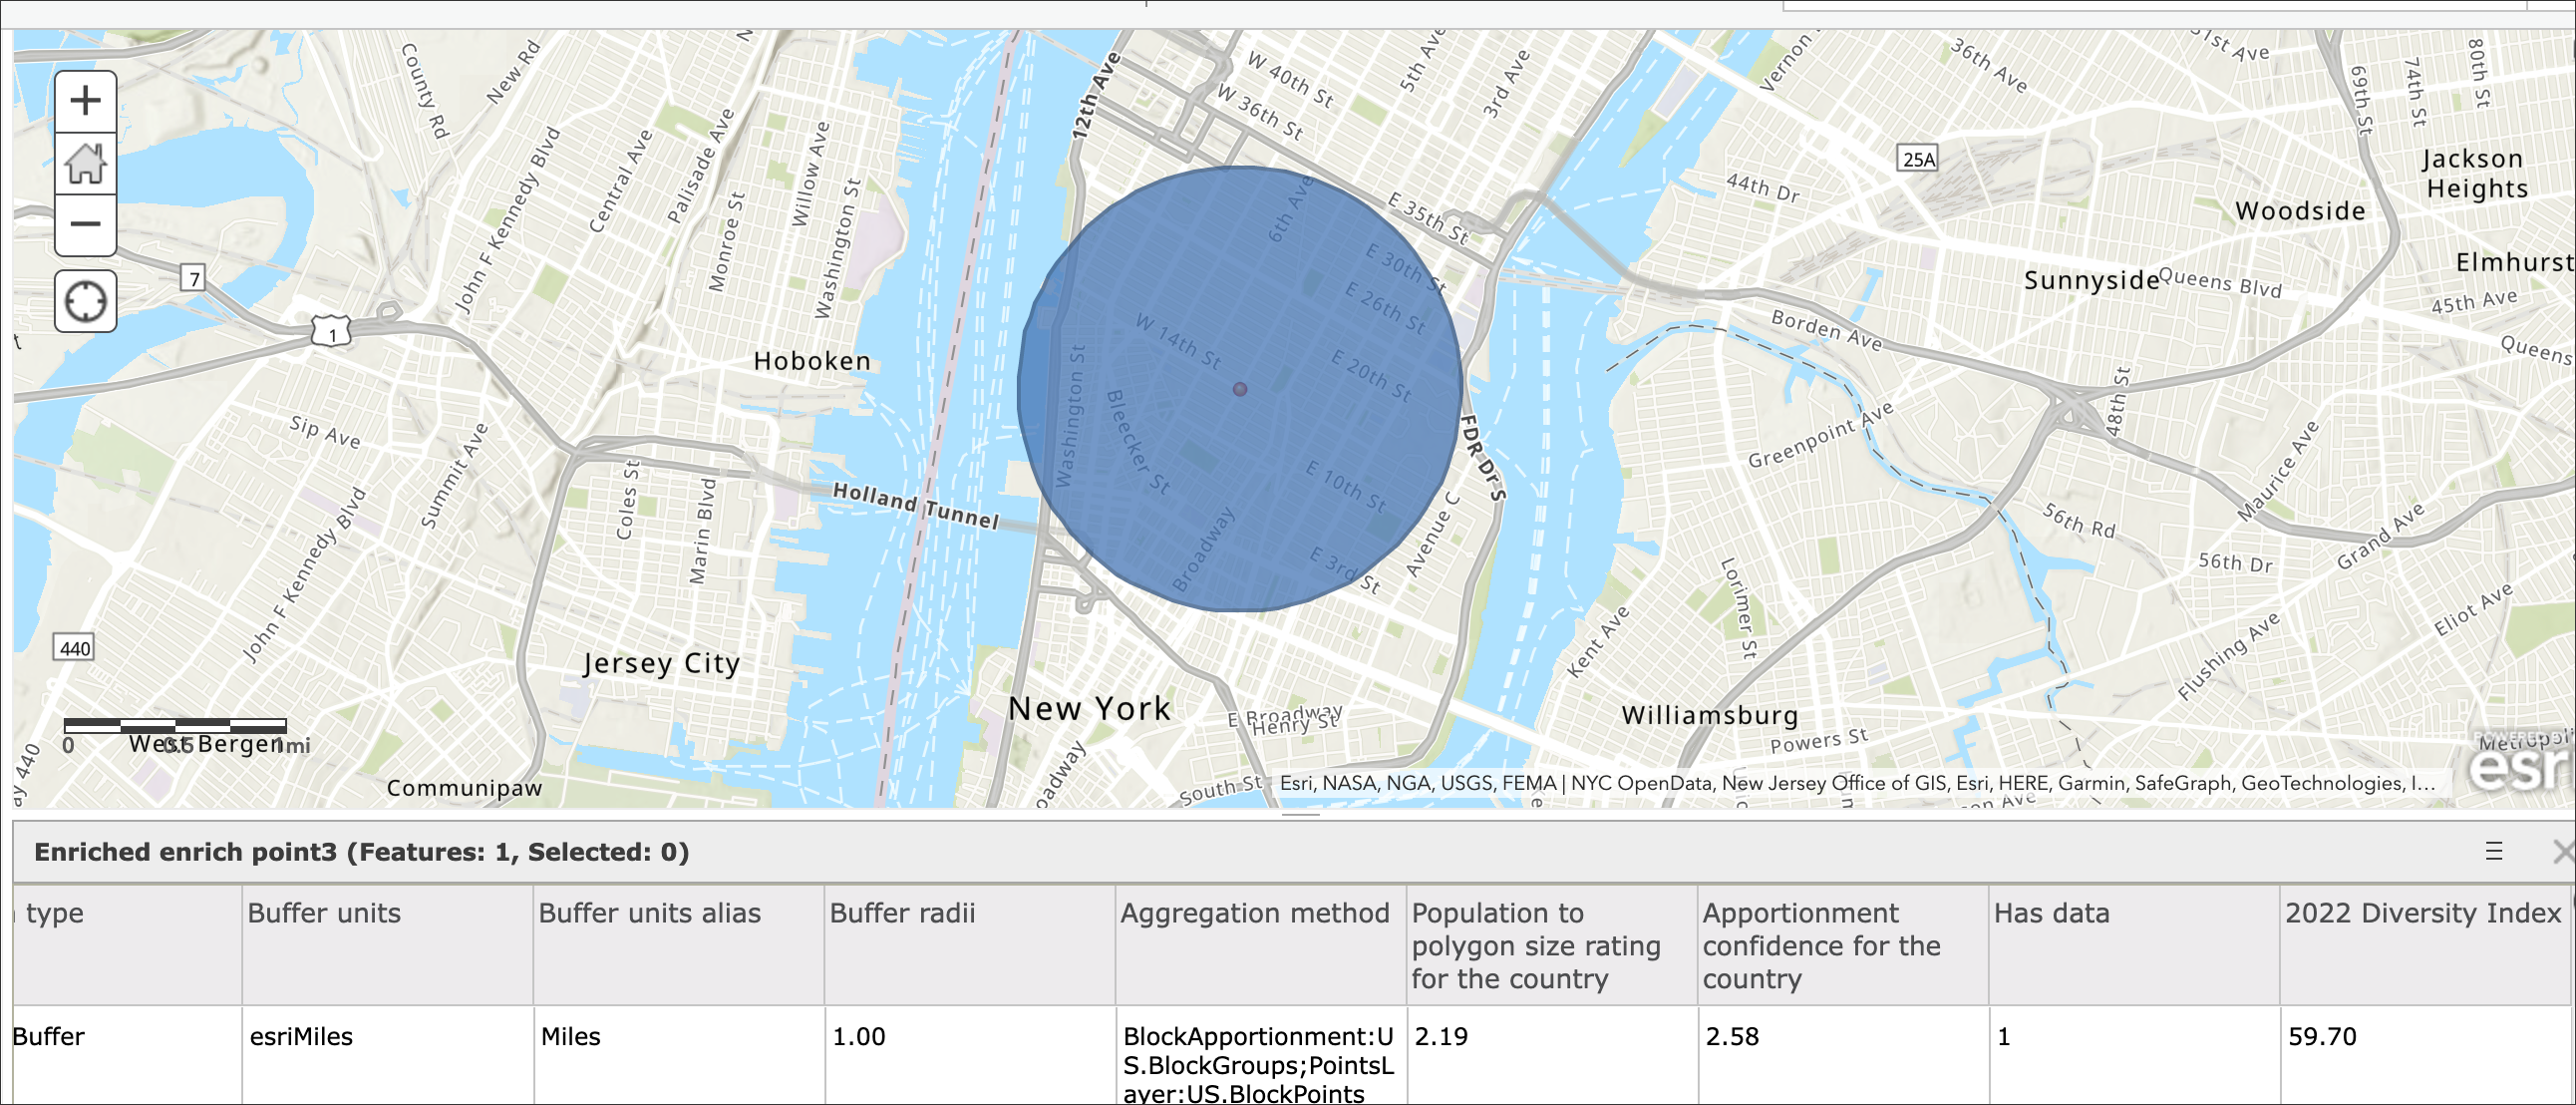 County Rd
New Rd
12th Ave
W 40th St
5th Ave
3rd Ave
36th Ave
69th St
74th St
80th St
W 36th St
John F Kennedy Blvd
Central Ave
Palisade Ave
Willow Ave
Monroe St
Washington St
25A
44th Dr
Jackson
Heights
Woodside
6th Ave
E 35th St
E 30th St
E 26th St
Elmhurst
7
Sunnyside
Queens Blvd
45th Ave
1
Hoboken
W 14th St
E 20th St
Borden Ave
Queens
Washington St
Bleecker St
48th St
Sip Ave
Summit Ave
FDR Dr S
Greenpoint Ave
Maurice Ave
Coles St
Marin Blvd
Holland Tunnel
E 10th St
Broadway
Avenue C
56th Rd
Grand Ave
John F Kennedy Blvd
E 3rd St
Lorimer St
56th Dr
Eliot Ave
440
Jersey City
Kent Ave
Flushing Ave
New York
E Broadway
Henry St
Williamsburg
Powers St
0
0.5
1mi
West Bergen
Communipaw
South St
POWERED BY
esri
Esri, NASA, NGA, USGS, FEMA | NYC OpenData, New Jersey Office of GIS, Esri, HERE, Garmin, SafeGraph, GeoTechnologies, I...
Enriched enrich point3 (Features: 1, Selected: 0)
type
Buffer units
Buffer units alias
Buffer radii
Aggregation method
Population to
polygon size rating
for the country
Apportionment
confidence for the
country
Has data
2022 Diversity Index
Buffer
esriMiles
Miles
1.00
BlockApportionment:U
S.BlockGroups;PointsL
ayer:US.BlockPoints
2.19
2.58
1
59.70